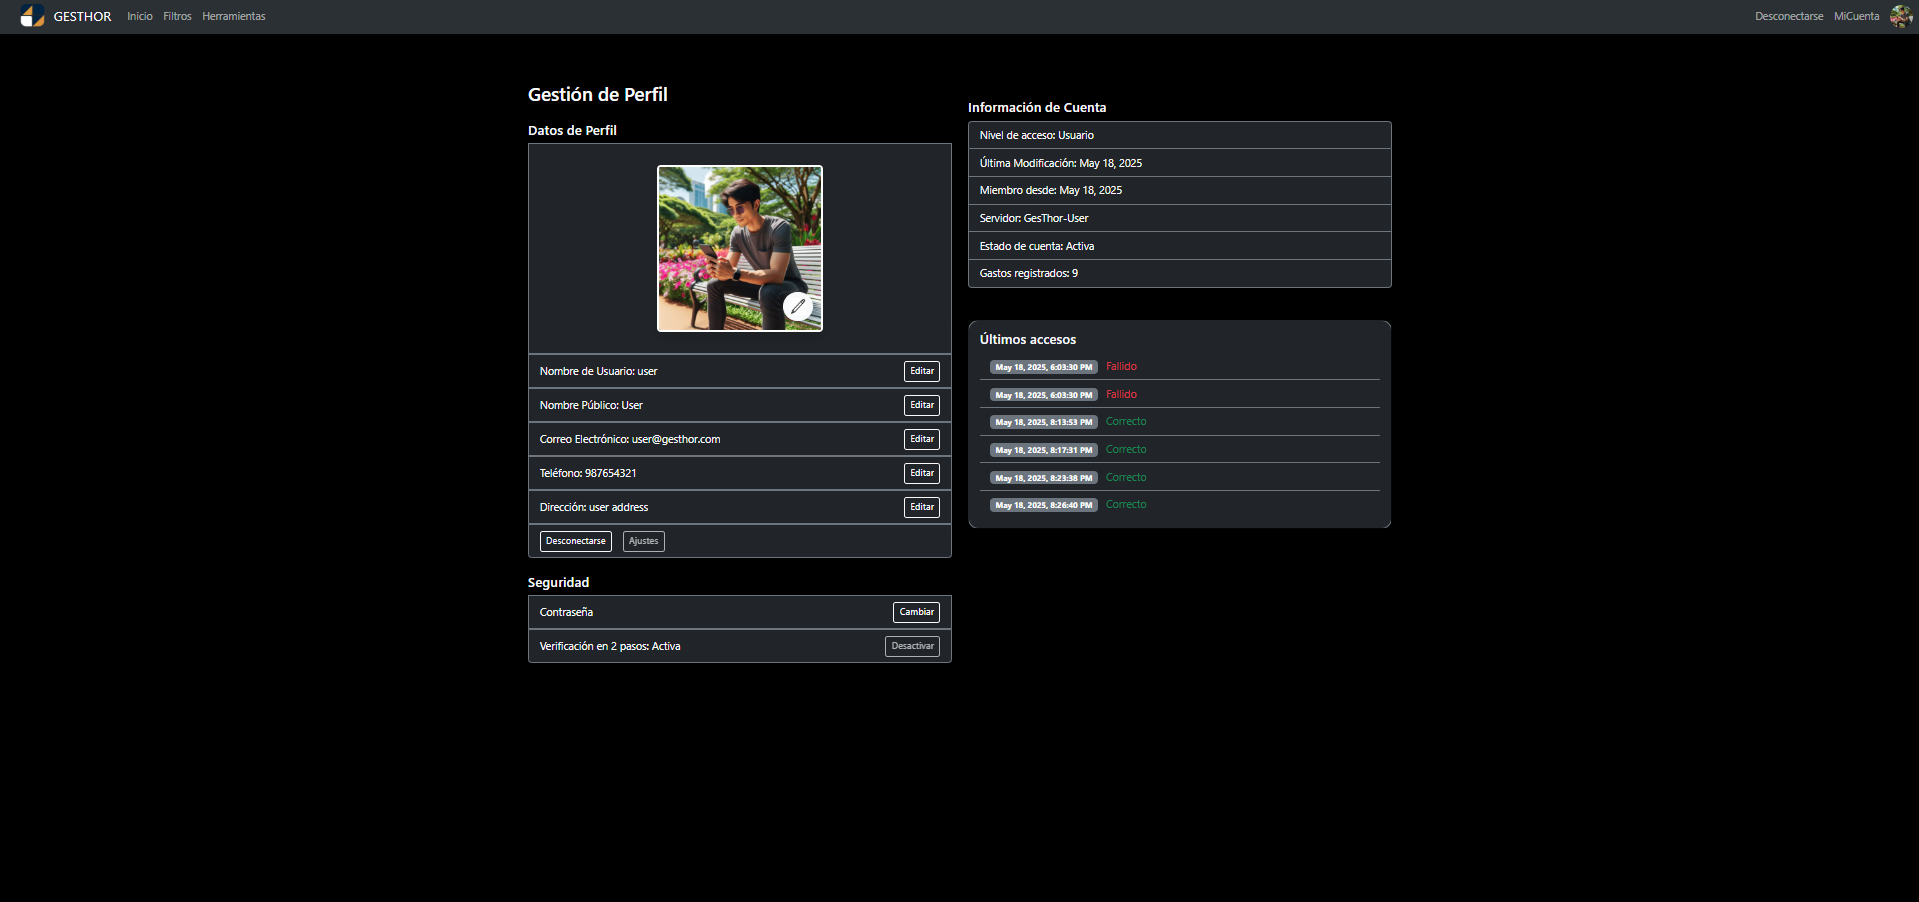 GESTHOR Inicio Filtros Herramientas Desconectarse MiCuenta
Gestión de Perfil
Datos de Perfil
Nombre de Usuario: user Editar
Nombre Público: User Editar
Correo Electrónico: user@gesthor.com Editar
Teléfono: 987654321 Editar
Dirección: user address Editar
Desconectarse Ajustes
Seguridad
Contraseña Cambiar
Verificación en 2 pasos: Activa Desactivar
Información de Cuenta
Nivel de acceso: Usuario
Última Modificación: May 18, 2025
Miembro desde: May 18, 2025
Servidor: GesThor-User
Estado de cuenta: Activa
Gastos registrados: 9
Últimos accesos
May 18, 2025, 6:03:30 PM Fallido
May 18, 2025, 6:03:30 PM Fallido
May 18, 2025, 8:13:53 PM Correcto
May 18, 2025, 8:17:31 PM Correcto
May 18, 2025, 8:23:38 PM Correcto
May 18, 2025, 8:26:40 PM Correcto